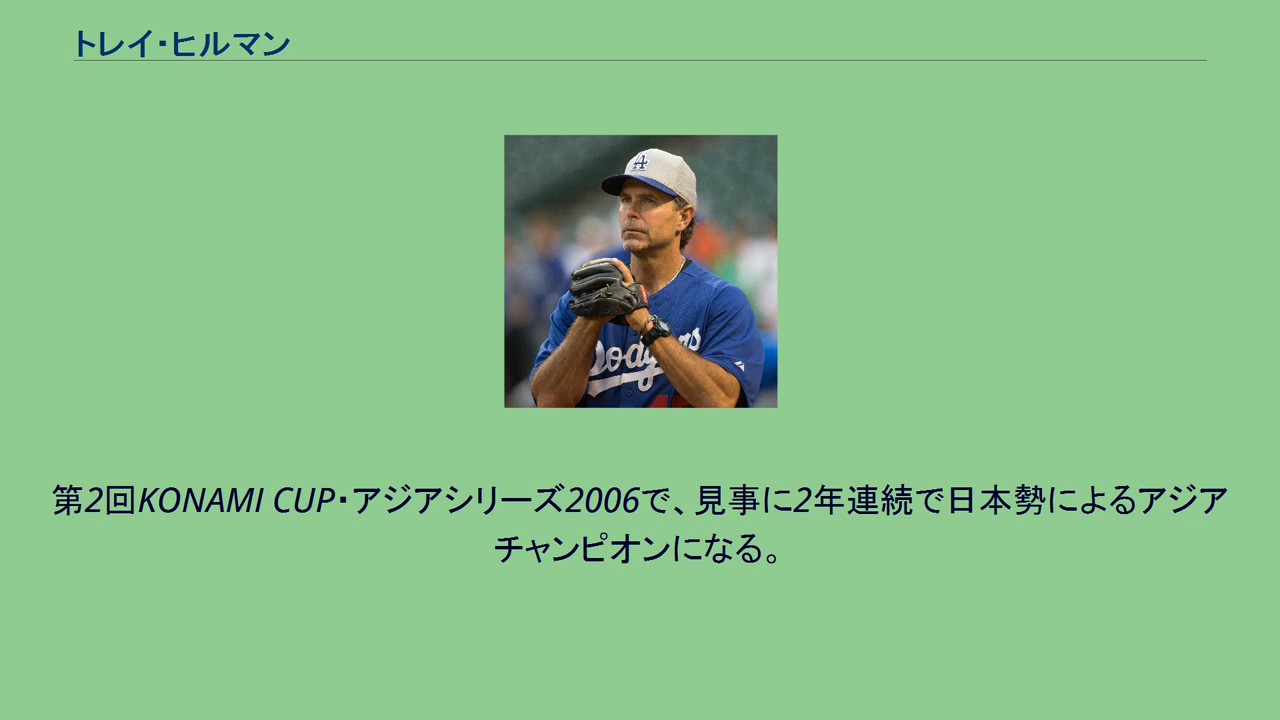 トレイ・ヒルマン
A
Dodgers
第2回KONAMI CUP・アジアシリーズ2006で、見事に2年連続で日本勢によるアジア
チャンピオンになる。